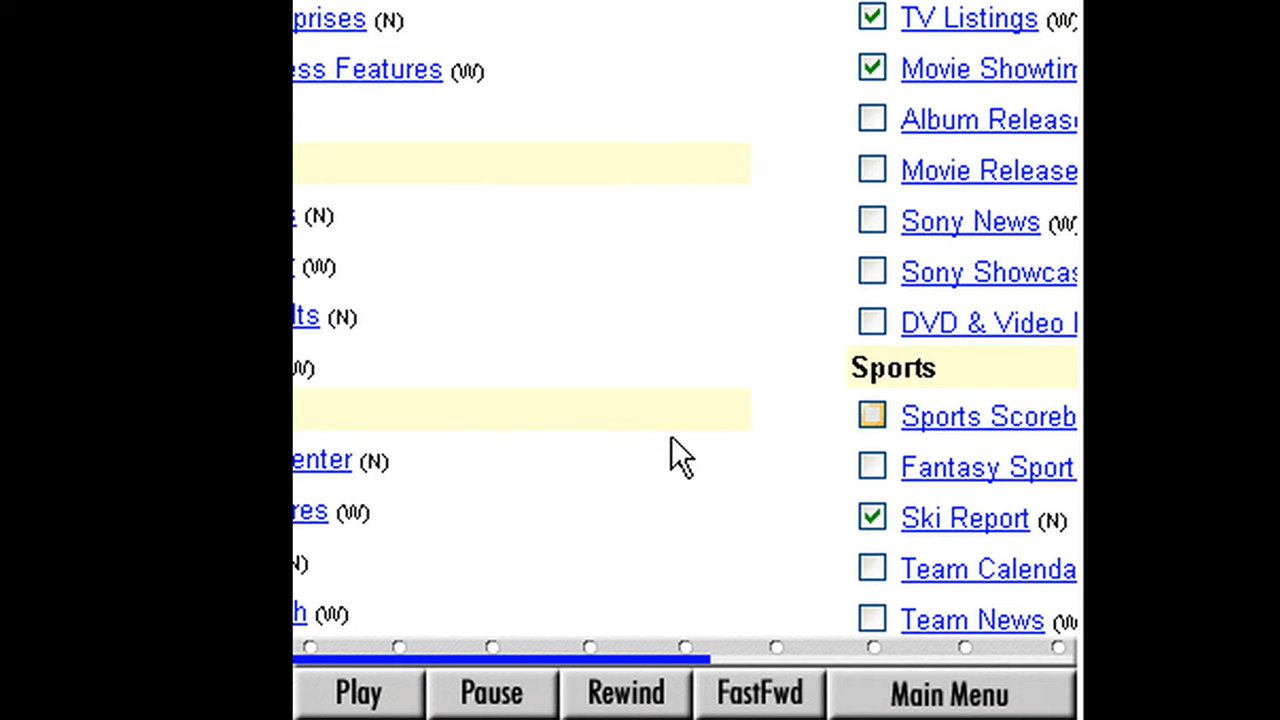 prises (N)
ess Features (W)
(N)
(W)
lts (N)
W)
enter (N)
res (W)
N)
h (W)
TV Listings (W)
Movie Showtim
Album Releas
Movie Release
Sony News (W)
Sony Showcas
DVD & Video
Sports
Sports Scoreb
Fantasy Sport
Ski Report (N)
Team Calenda
Team News (W
Play Pause Rewind FastFwd Main Menu